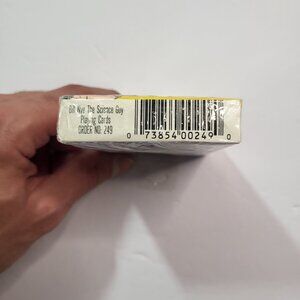 Bill Nye The Science Guy
Playing Cards
ORDER NO. 249
0 73854 00249 0